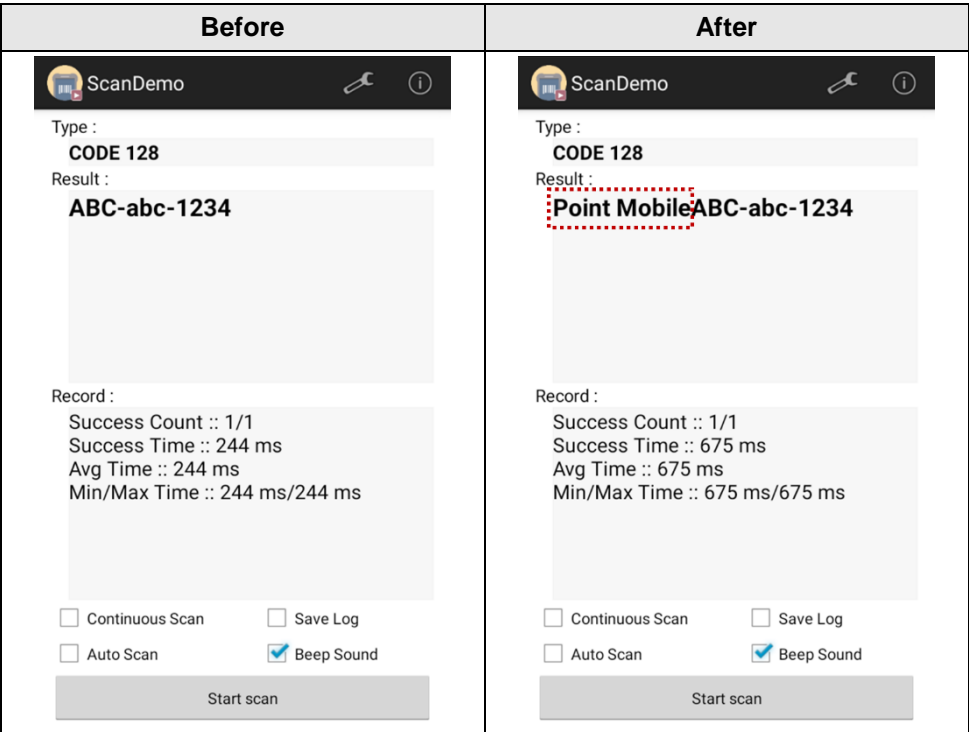 Before
ScanDemo
Type :
CODE 128
Result :
ABC-abc-1234
Record :
Success Count :: 1/1
Success Time :: 244 ms
Avg Time :: 244 ms
Min/Max Time :: 244 ms/244 ms
Continuous Scan
Save Log
Auto Scan
Beep Sound
Start scan
After
ScanDemo
Type :
CODE 128
Result :
Point MobileABC-abc-1234
Record :
Success Count :: 1/1
Success Time :: 675 ms
Avg Time :: 675 ms
Min/Max Time :: 675 ms/675 ms
Continuous Scan
Save Log
Auto Scan
Beep Sound
Start scan